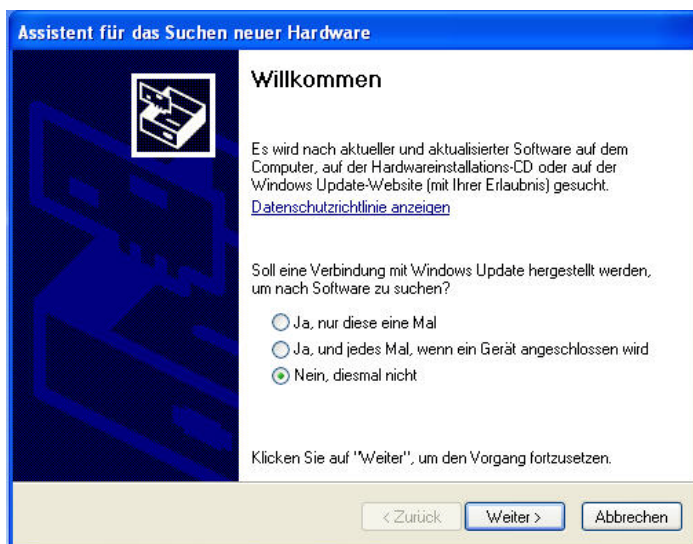 Assistent für das Suchen neuer Hardware
Willkommen
Es wird nach aktueller und aktualisierter Software auf dem
Computer, auf der Hardwareinstallations-CD oder auf der
Windows Update-Website (mit Ihrer Erlaubnis) gesucht.
Datenschutzrichtlinie anzeigen
Soll eine Verbindung mit Windows Update hergestellt werden,
um nach Software zu suchen?
Ja, nur diese eine Mal
Ja, und jedes Mal, wenn ein Gerät angeschlossen wird
Nein, diesmal nicht
Klicken Sie auf "Weiter", um den Vorgang fortzusetzen.
< Zurück Weiter > Abbrechen